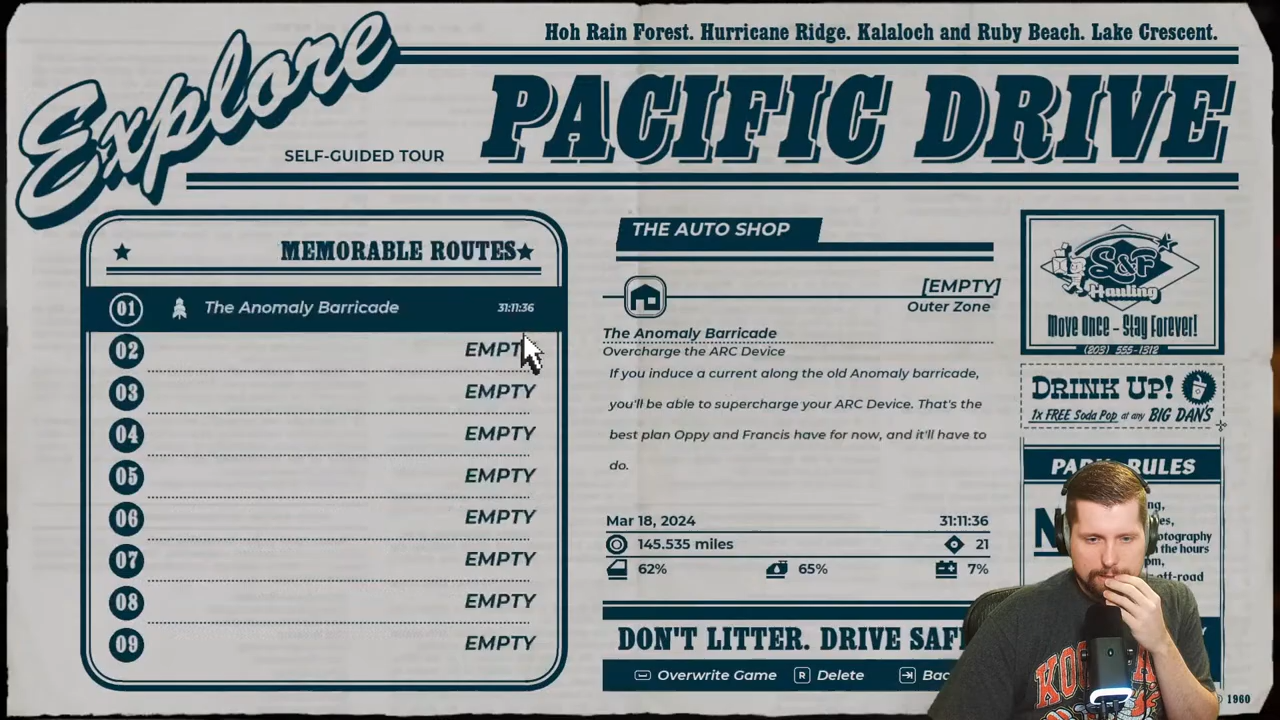 Explore
Hoh Rain Forest. Hurricane Ridge. Kalaloch and Ruby Beach. Lake Crescent.
PACIFIC DRIVE
SELF-GUIDED TOUR
MEMORABLE ROUTES
01 The Anomaly Barricade 31:11:36
02
03 EMPTY
04 EMPTY
05 EMPTY
06 EMPTY
07 EMPTY
08 EMPTY
09 EMPTY
THE AUTO SHOP
[EMPTY]
Outer Zone
The Anomaly Barricade
Overcharge the ARC Device
If you induce a current along the old Anomaly barricade,
you'll be able to supercharge your ARC Device. That's the
best plan Oppy and Francis have for now, and it'll have to
do.
Mar 18, 2024 31:11:36
145.535 miles 21
62% 65% 7%
DON'T LITTER. DRIVE
Overwrite Game R Delete
S&F
Hauling
Move Once - Stay Forever!
(203) 555-1312
DRINK UP!
1x FREE Soda Pop at any BIG DAN'S
RULES
the hours
off-road
1960